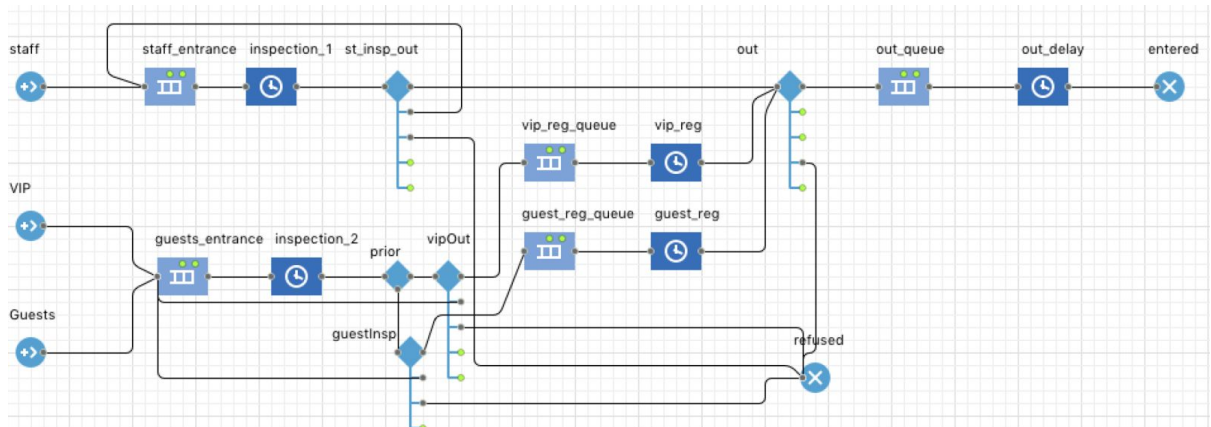 staff
staff_entrance
inspection_1
st_insp_out
out
out_queue
out_delay
entered
vip_reg_queue
vip_reg
VIP
guest_reg_queue
guest_reg
guests_entrance
inspection_2
prior
vipOut
Guests
guestInsp
refused